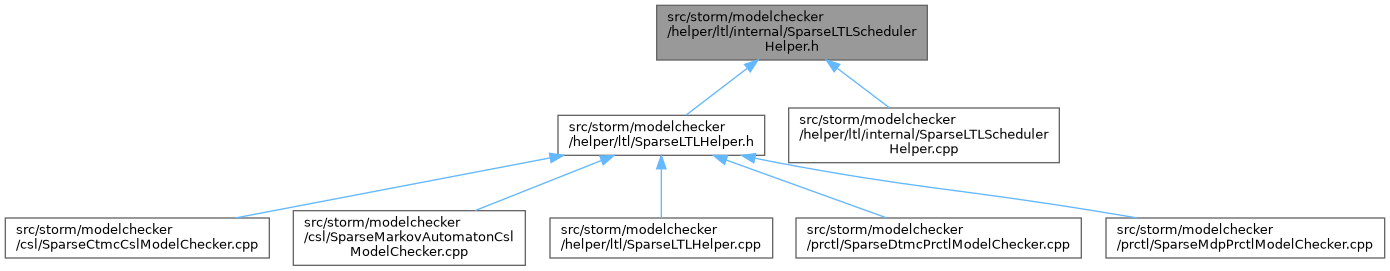 src/storm/modelchecker
/helper/ltl/internal/SparseLTLScheduler
Helper.h
src/storm/modelchecker
/helper/ltl/SparseLTLHelper.h
src/storm/modelchecker
/helper/ltl/internal/SparseLTLScheduler
Helper.cpp
src/storm/modelchecker
/csl/SparseCtmcCslModelChecker.cpp
src/storm/modelchecker
/csl/SparseMarkovAutomatonCsl
ModelChecker.cpp
src/storm/modelchecker
/helper/ltl/SparseLTLHelper.cpp
src/storm/modelchecker
/prctl/SparseDtmcPrctlModelChecker.cpp
src/storm/modelchecker
/prctl/SparseMdpPrctlModelChecker.cpp